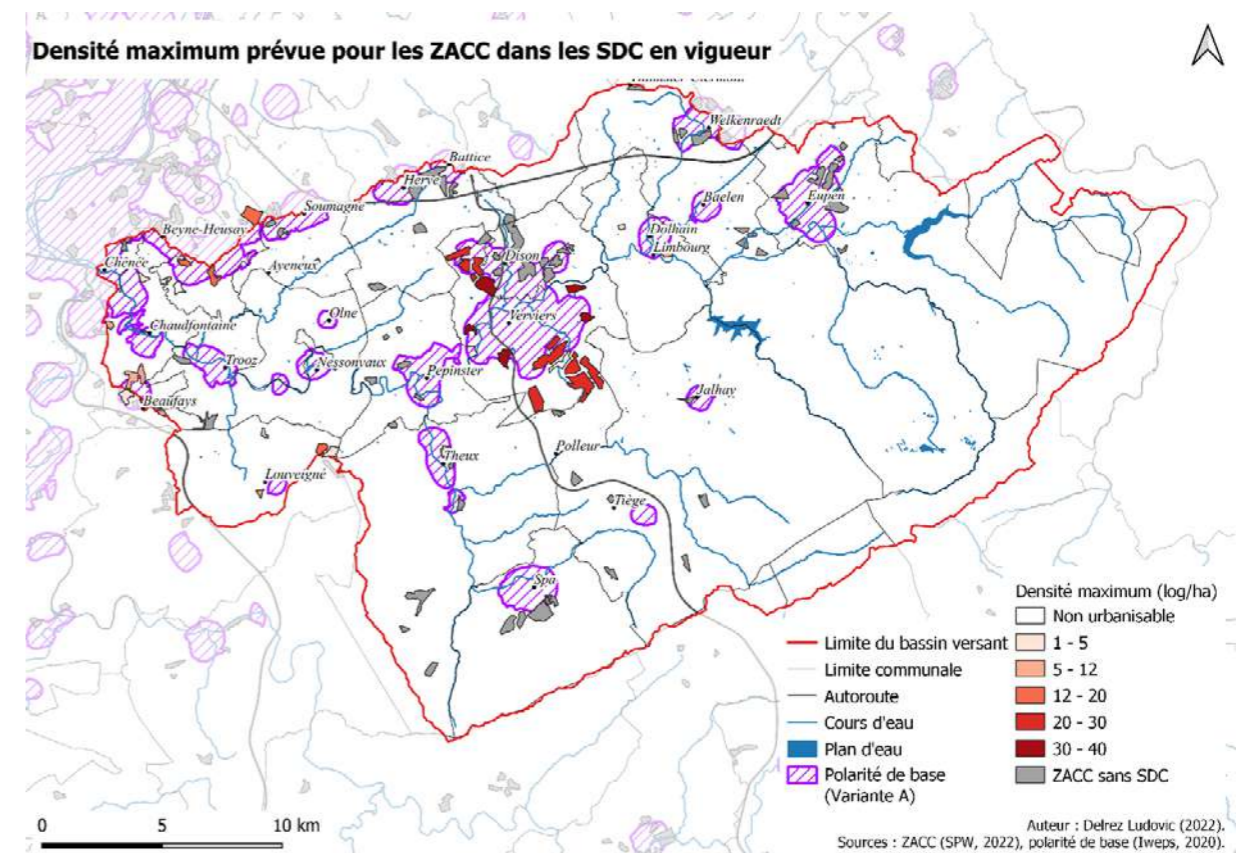 Densité maximum prévue pour les ZACC dans les SDC en vigueur
Welkenraedt
Battice
Herve
Baelen
Eupen
Soumagne
Beyne-Heusay
Dolhain
Limbourg
Dison
Chênée
Ayeneux
Olne
Verviers
Chaudfontaine
Trooz
Nessonvaux
Pepinster
Jalhay
Beaufays
Polleur
Theux
Louveigné
Tiège
Spa
Densité maximum (log/ha)
Non urbanisable
Limite du bassin versant
1 - 5
Limite communale
5 - 12
Autoroute
12 - 20
Cours d'eau
20 - 30
Plan d'eau
30 - 40
Polarité de base
(Variante A)
ZACC sans SDC
0 5 10 km
Auteur : Delrez Ludovic (2022).
Sources : ZACC (SPW, 2022), polarité de base (Iweps, 2020).